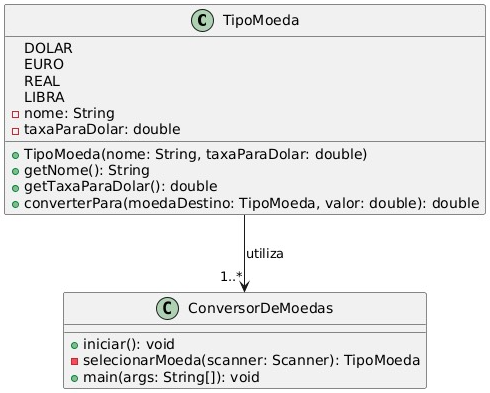 C TipoMoeda
DOLAR
EURO
REAL
LIBRA
nome: String
taxaParaDolar: double
TipoMoeda(nome: String, taxaParaDolar: double)
getNome(): String
getTaxaParaDolar(): double
converterPara(moedaDestino: TipoMoeda, valor: double): double
utiliza
1..*
C ConversorDeMoedas
iniciar(): void
selecionarMoeda(scanner: Scanner): TipoMoeda
main(args: String[]): void